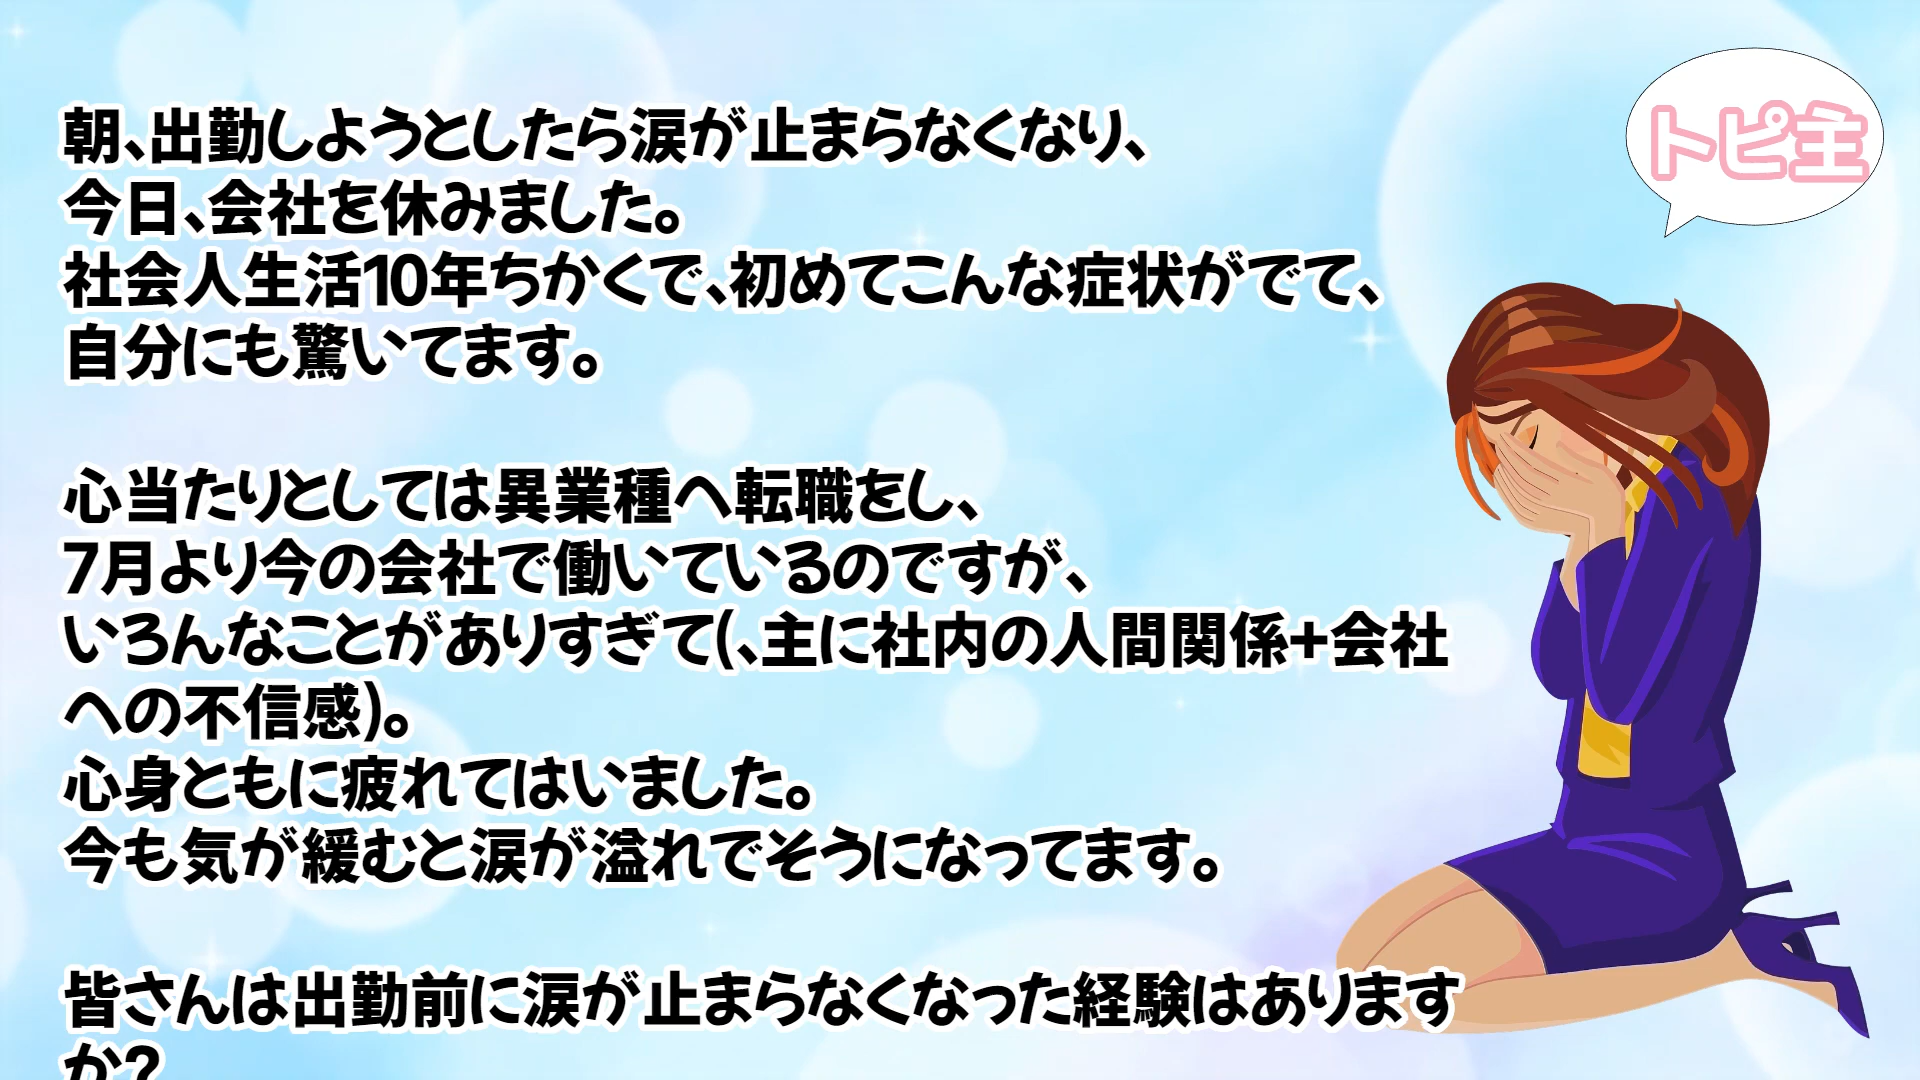 トピ主
朝、出勤しようとしたら涙が止まらなくなり、
今日、会社を休みました。
社会人生活10年ちかくで、初めてこんな症状がでて、
自分にも驚いてます。
心当たりとしては異業種へ転職をし、
7月より今の会社で働いているのですが、
いろんなことがありすぎて(、主に社内の人間関係+会社
への不信感)。
心身ともに疲れてはいました。
今も気が緩むと涙が溢れでそうになってます。
皆さんは出勤前に涙が止まらなくなった経験はあります
か?